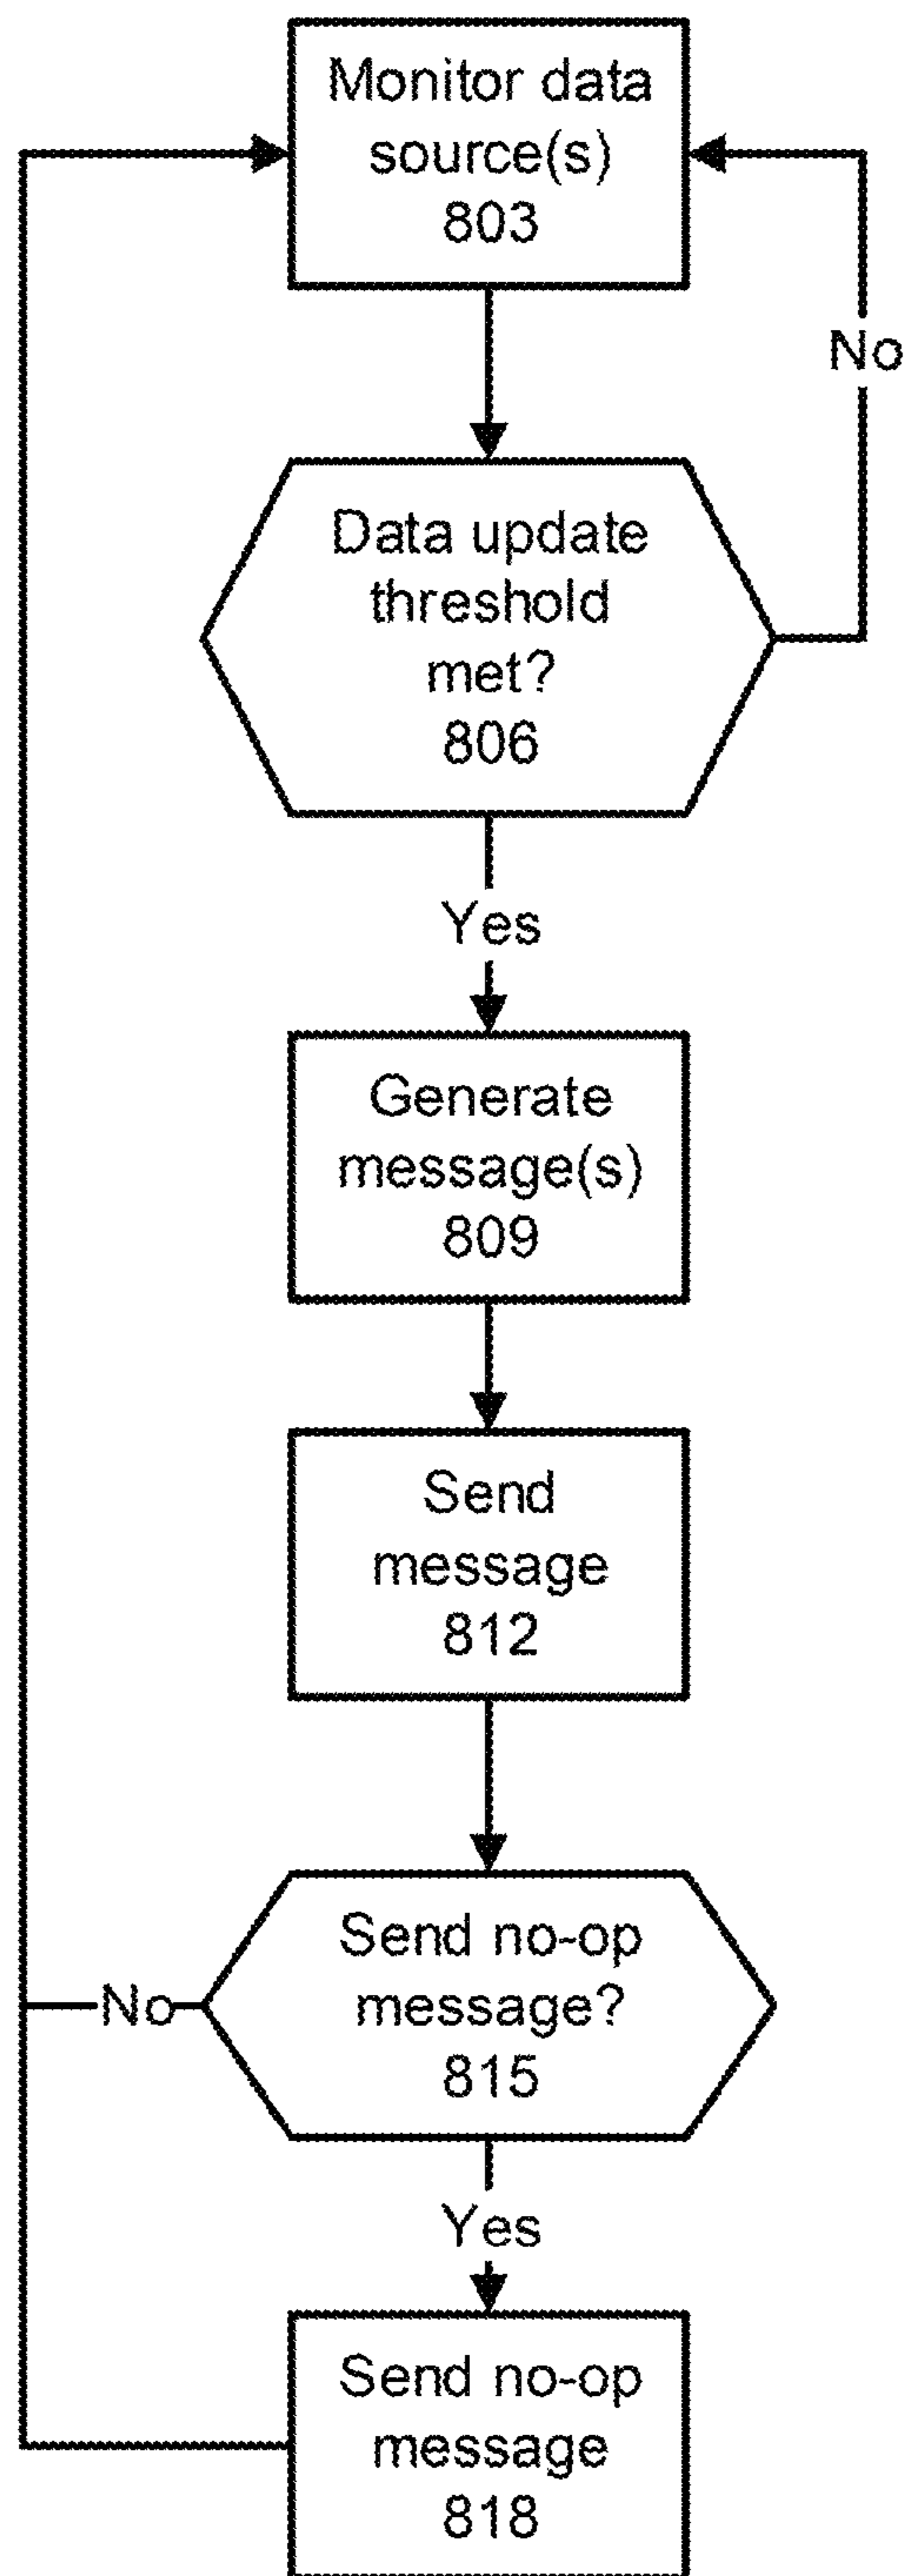 Monitor data
source(s)
803
No
Data update
threshold
met?
806
Yes
Generate
message(s)
809
Send
message
812
Send no-op
message?
815
No
Yes
Send no-op
message
818